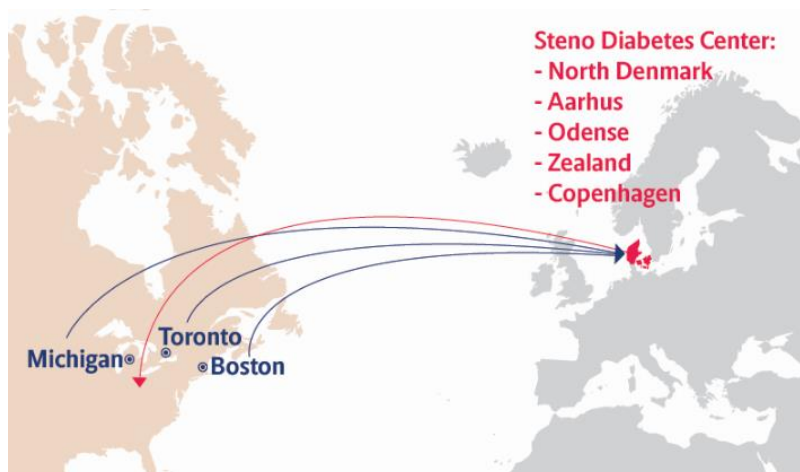 Steno Diabetes Center:
- North Denmark
- Aarhus
- Odense
- Zealand
- Copenhagen
Toronto
Michigan
Boston